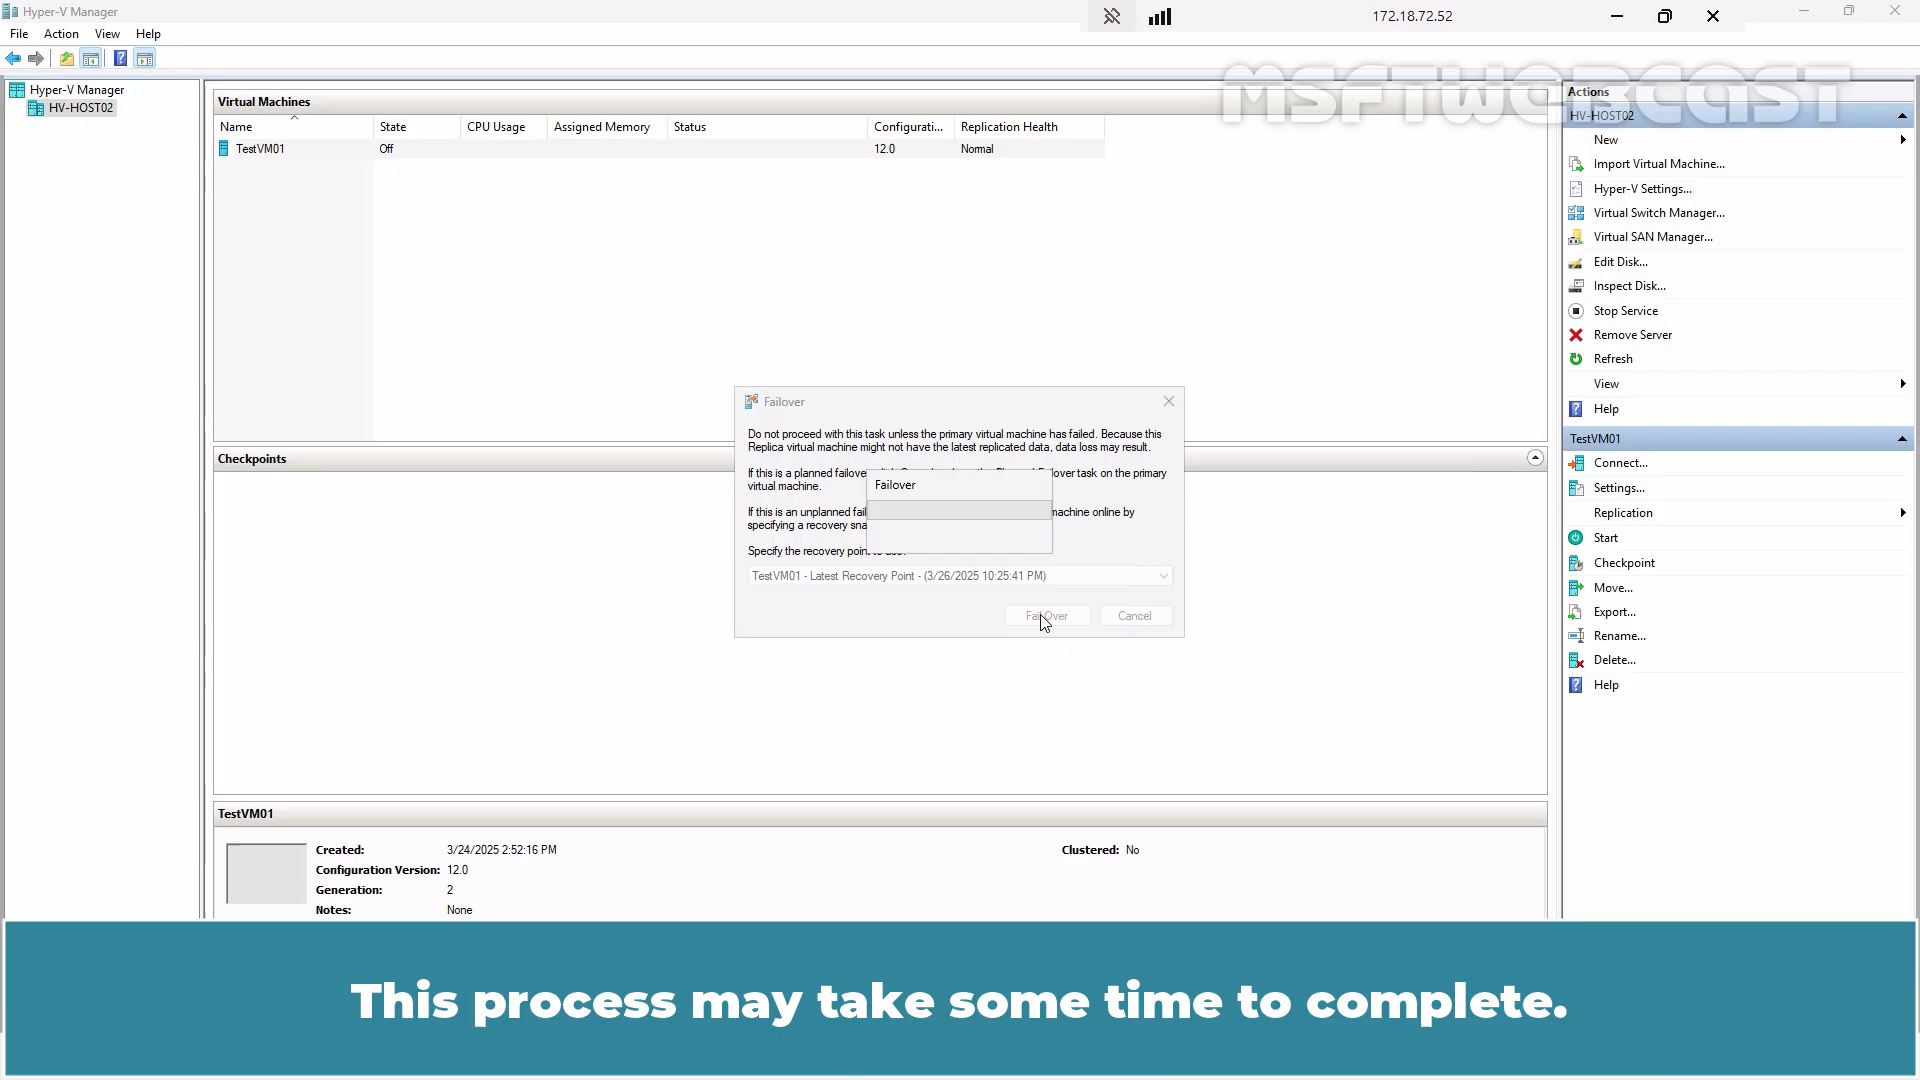 Hyper-V Manager
172.18.72.52
File Action View Help
MSFTWEBCAST
Hyper-V Manager
HV-HOST02
Virtual Machines
Name State CPU Usage Assigned Memory Status Configurati... Replication Health
TestVM01 Off 12.0 Normal
Checkpoints
Failover
Do not proceed with this task unless the primary virtual machine has failed. Because this
Replica virtual machine might not have the latest replicated data, data loss may result.
If this is a planned failove over task on the primary
virtual machine.
If this is an unplanned fail machine online by
specifying a recovery sna
Specify the recovery point to use:
TestVM01 - Latest Recovery Point - (3/26/2025 10:25:41 PM)
Fail Over Cancel
Failover
TestVM01
Created: 3/24/2025 2:52:16 PM Clustered: No
Configuration Version: 12.0
Generation: 2
Notes: None
Actions
HV-HOST02
New
Import Virtual Machine...
Hyper-V Settings...
Virtual Switch Manager...
Virtual SAN Manager...
Edit Disk...
Inspect Disk...
Stop Service
Remove Server
Refresh
View
Help
TestVM01
Connect...
Settings...
Replication
Start
Checkpoint
Move...
Export...
Rename...
Delete...
Help
This process may take some time to complete.